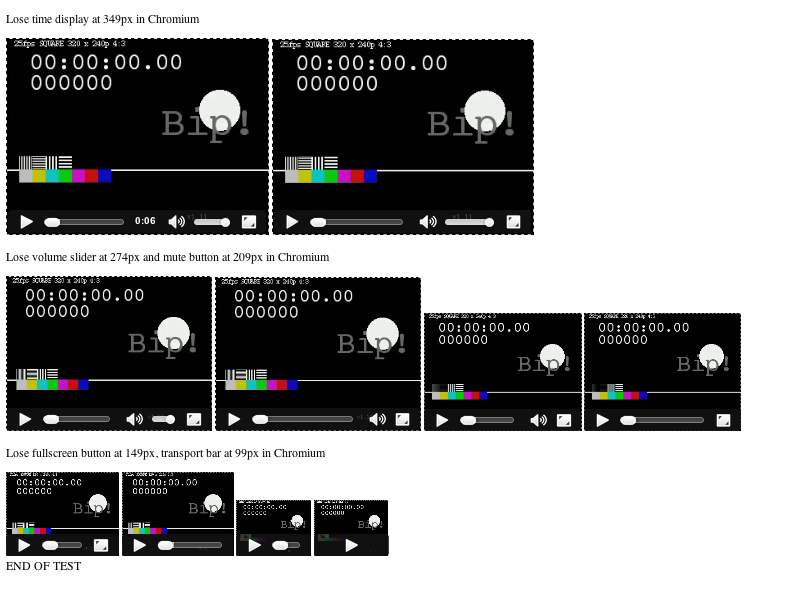 Lose time display at 349px in Chromium
25fps SQUARE 320 x 240p 4:3 25fps SQUARE 320 x 240p 4:3
00:00:00.00 00:00:00.00
000000 000000
Bip! Bip!
0:06
Lose volume slider at 274px and mute button at 209px in Chromium
25fps SQUARE 320 x 240p 4:3 25fps SQUARE 320 x 240p 4:3 25fps SQUARE 320 x 240p 4:3 25fps SQUARE 320 x 240p 4:3
00:00:00.00 00:00:00.00 00:00:00.00 00:00:00.00
000000 000000 000000 000000
Bip! Bip! Bip! Bip!
Lose fullscreen button at 149px, transport bar at 99px in Chromium
00:00:00.00 00:00:00.00 00:00:00.00 00:00:00.00
000000 000000 000000 000000
Bip! Bip! Bip! Bip!
END OF TEST